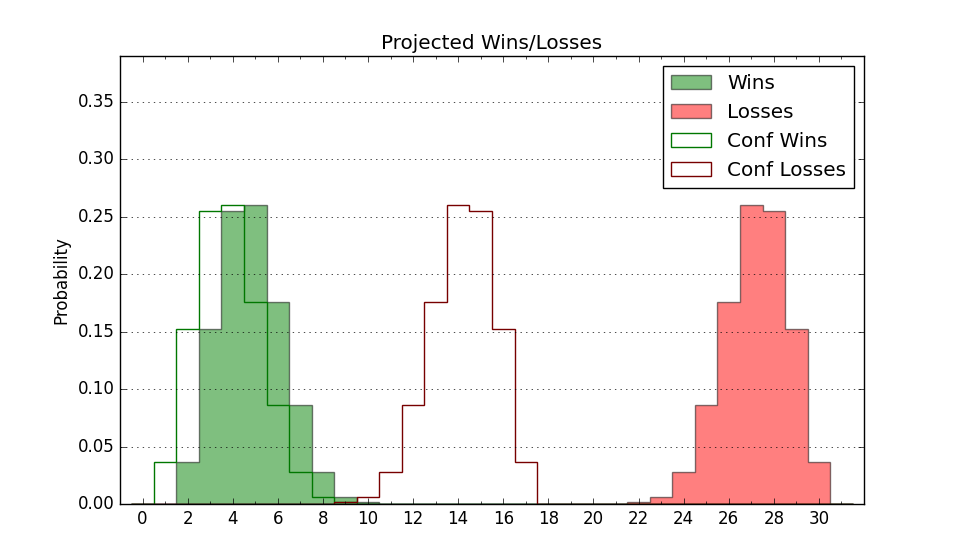 Projected Wins/Losses
Wins
Losses
Conf Wins
Conf Losses
Probability
0.35
0.30
0.25
0.20
0.15
0.10
0.05
0.00
0 2 4 6 8 10 12 14 16 18 20 22 24 26 28 30